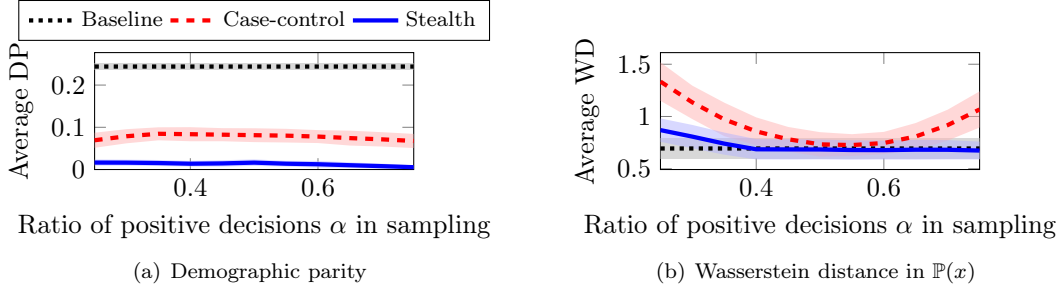 Baseline Case-control Stealth
Average DP
0.2
0.1
0
0.4 0.6
Ratio of positive decisions α in sampling
(a) Demographic parity
Average WD
1.5
1
0.5
0.4 0.6
Ratio of positive decisions α in sampling
(b) Wasserstein distance in ℙ(x)